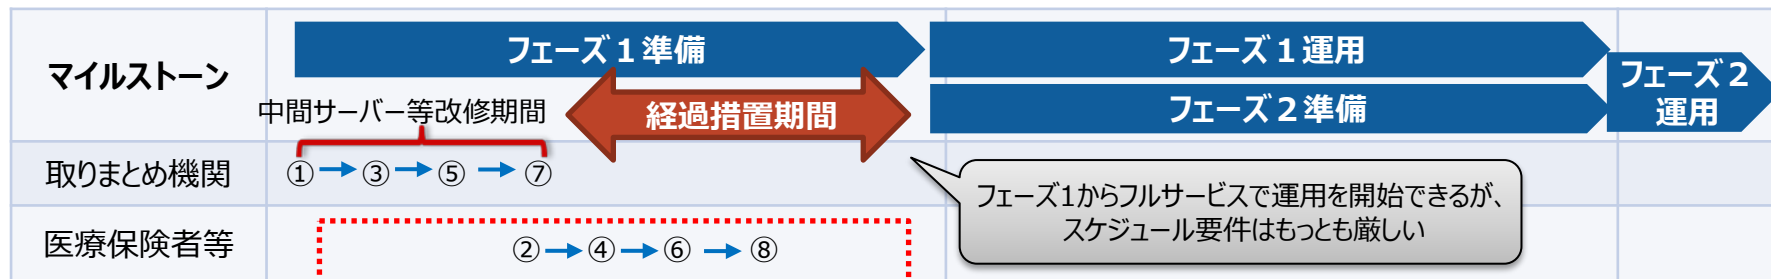 マイルストーン
フェーズ１準備
フェーズ１運用
フェーズ２準備
フェーズ２
運用
中間サーバー等改修期間
経過措置期間
取りまとめ機関
① ③ ⑤ ⑦
フェーズ1からフルサービスで運用を開始できるが、
スケジュール要件はもっとも厳しい
医療保険者等
② ④ ⑥ ⑧